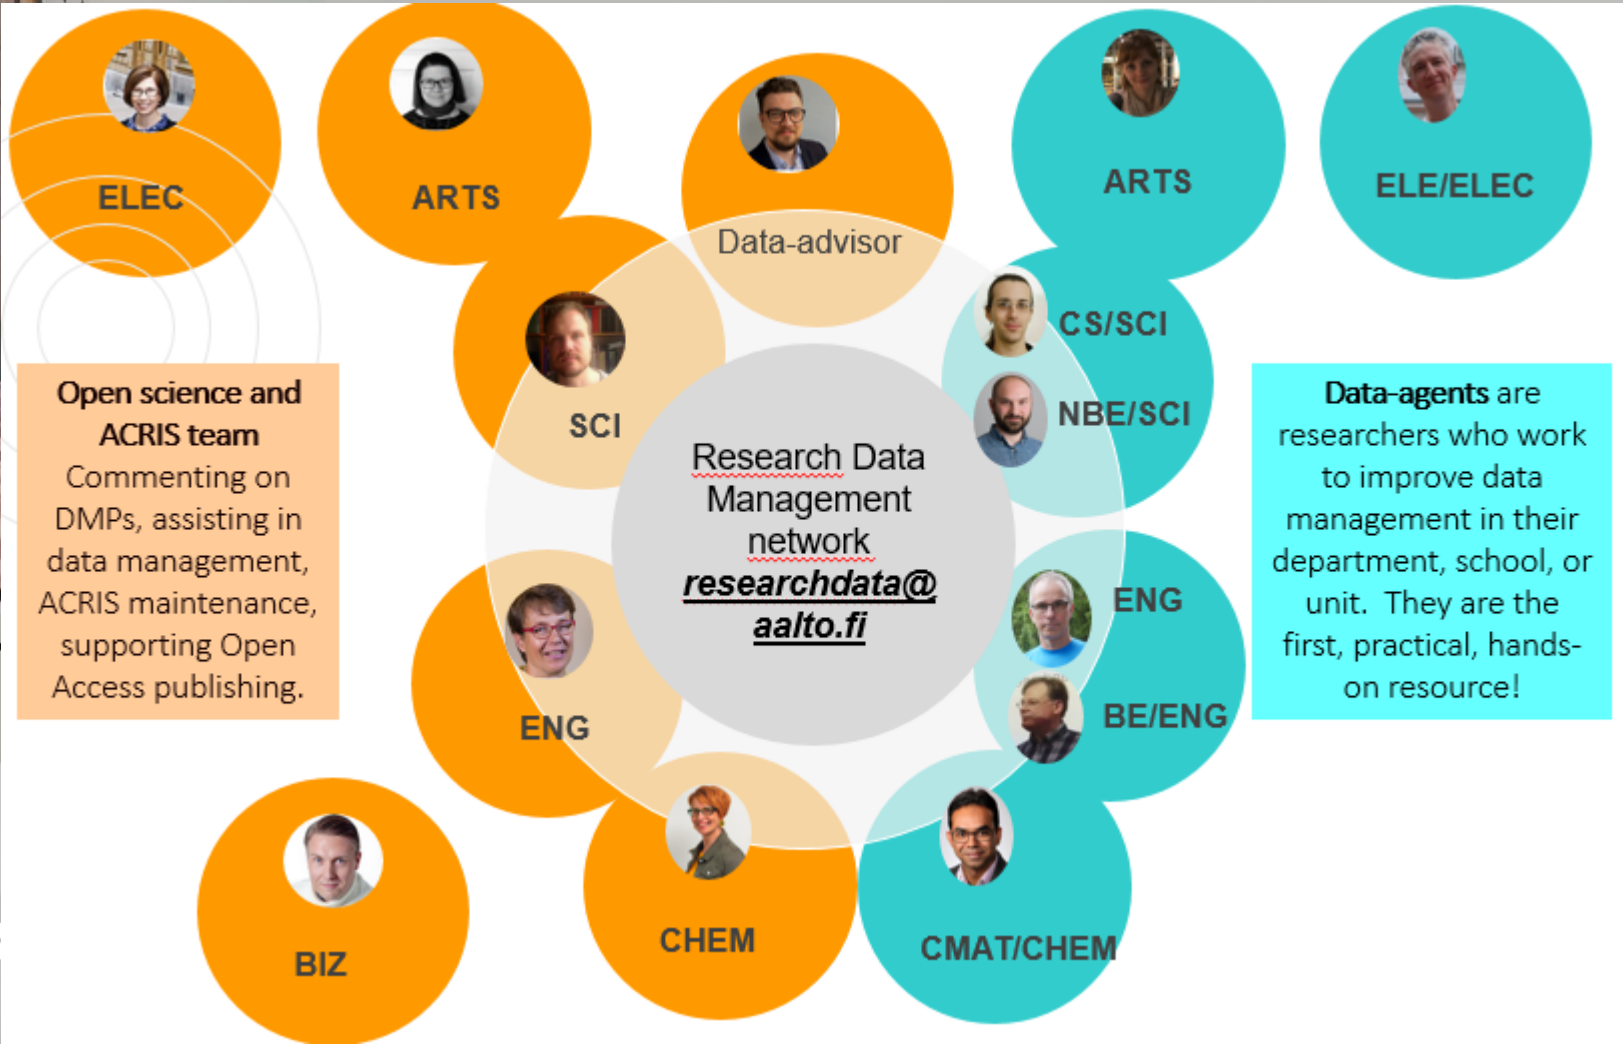 ELEC
ARTS
Data-advisor
ARTS
ELE/ELEC
SCI
CS/SCI
NBE/SCI
Open science and
ACRIS team
Commenting on
DMPs, assisting in
data management,
ACRIS maintenance,
supporting Open
Access publishing.
Research Data
Management
network
researchdata@
aalto.fi
Data-agents are
researchers who work
to improve data
management in their
department, school, or
unit.  They are the
first, practical, hands-
on resource!
ENG
ENG
BE/ENG
BIZ
CHEM
CMAT/CHEM